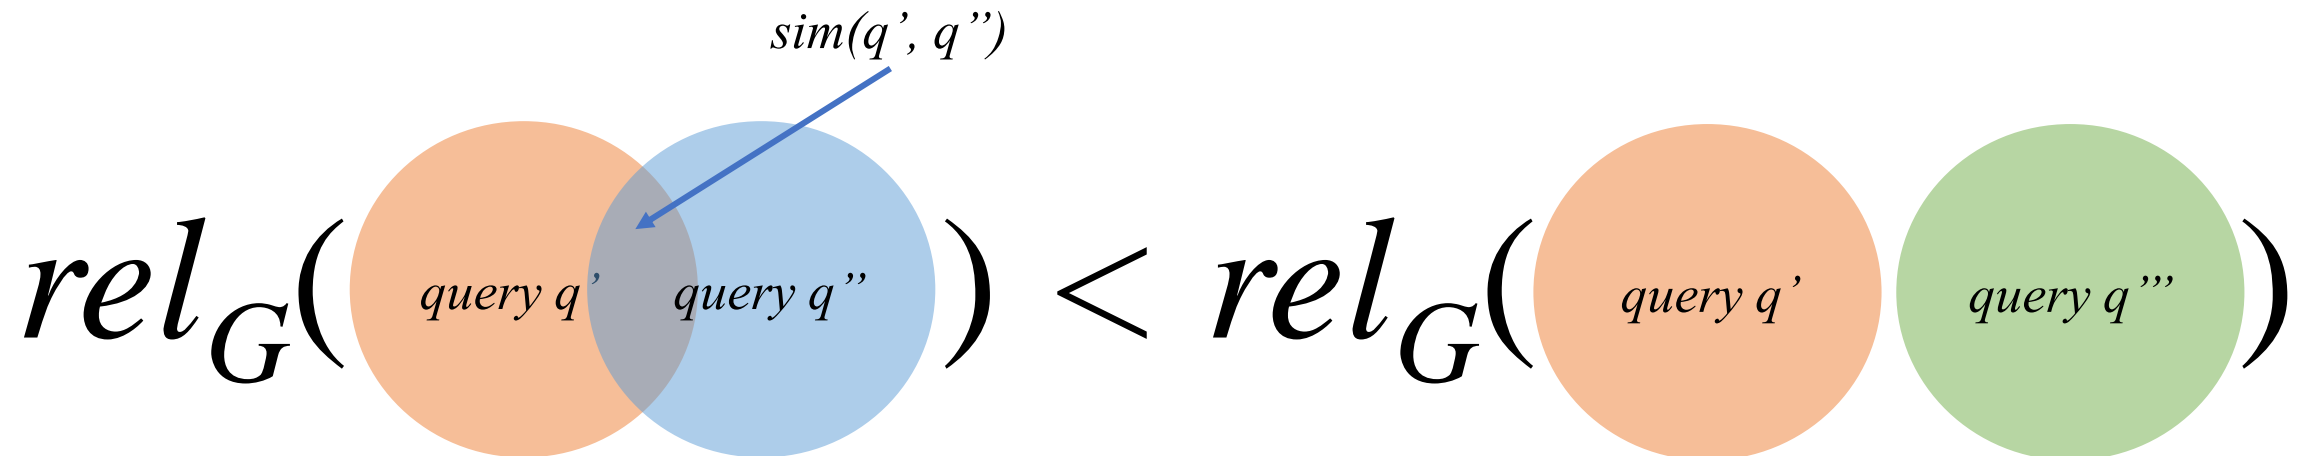 sim(q’, q’’)
rel_G( query q’ query q’’ ) < rel_G( query q’ query q’’’ )